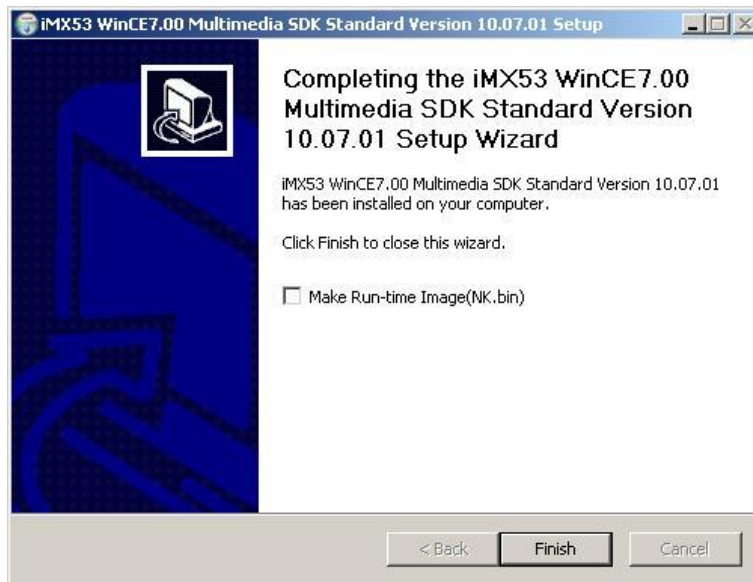 iMX53 WinCE7.00 Multimedia SDK Standard Version 10.07.01 Setup
Completing the iMX53 WinCE7.00
Multimedia SDK Standard Version
10.07.01 Setup Wizard
iMX53 WinCE7.00 Multimedia SDK Standard Version 10.07.01
has been installed on your computer.
Click Finish to close this wizard.
Make Run-time Image(NK.bin)
< Back
Finish
Cancel